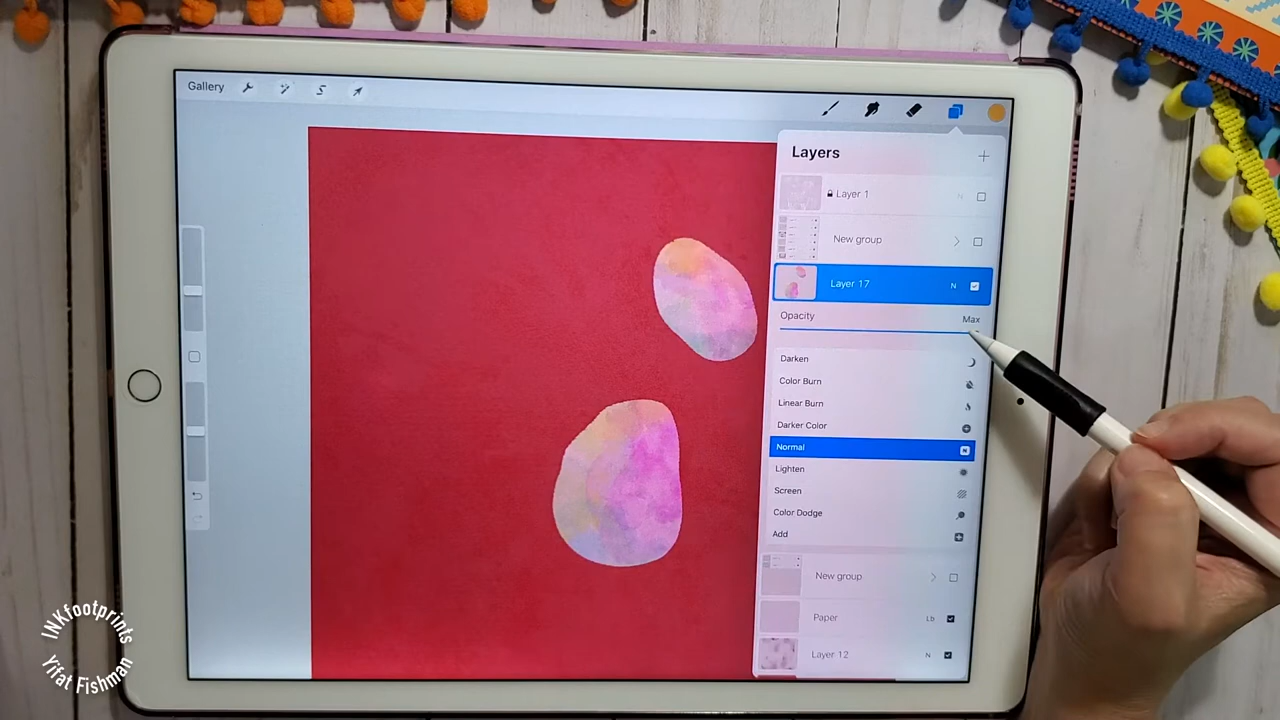 Gallery
Layers
Layer 1
N
New group
Layer 17
N
Opacity
Max
Darken
Color Burn
Linear Burn
Darker Color
Normal
N
Lighten
Screen
Color Dodge
Add
New group
Paper
Lb
Layer 12
N
INKfootprints
Yifat Fishman